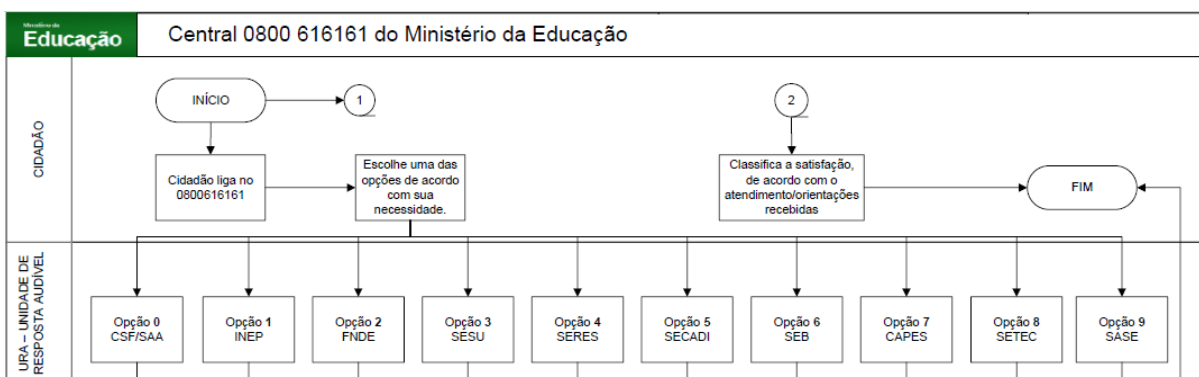 Ministério da
Educação
Central 0800 616161 do Ministério da Educação
CIDADÃO
INÍCIO
1
2
Cidadão liga no
0800616161
Escolhe uma das
opções de acordo
com sua
necessidade.
Classifica a satisfação,
de acordo com o
atendimento/orientações
recebidas
FIM
URA – UNIDADE DE
RESPOSTA AUDÍVEL
Opção 0
CSF/SAA
Opção 1
INEP
Opção 2
FNDE
Opção 3
SESU
Opção 4
SERES
Opção 5
SECADI
Opção 6
SEB
Opção 7
CAPES
Opção 8
SETEC
Opção 9
SASE